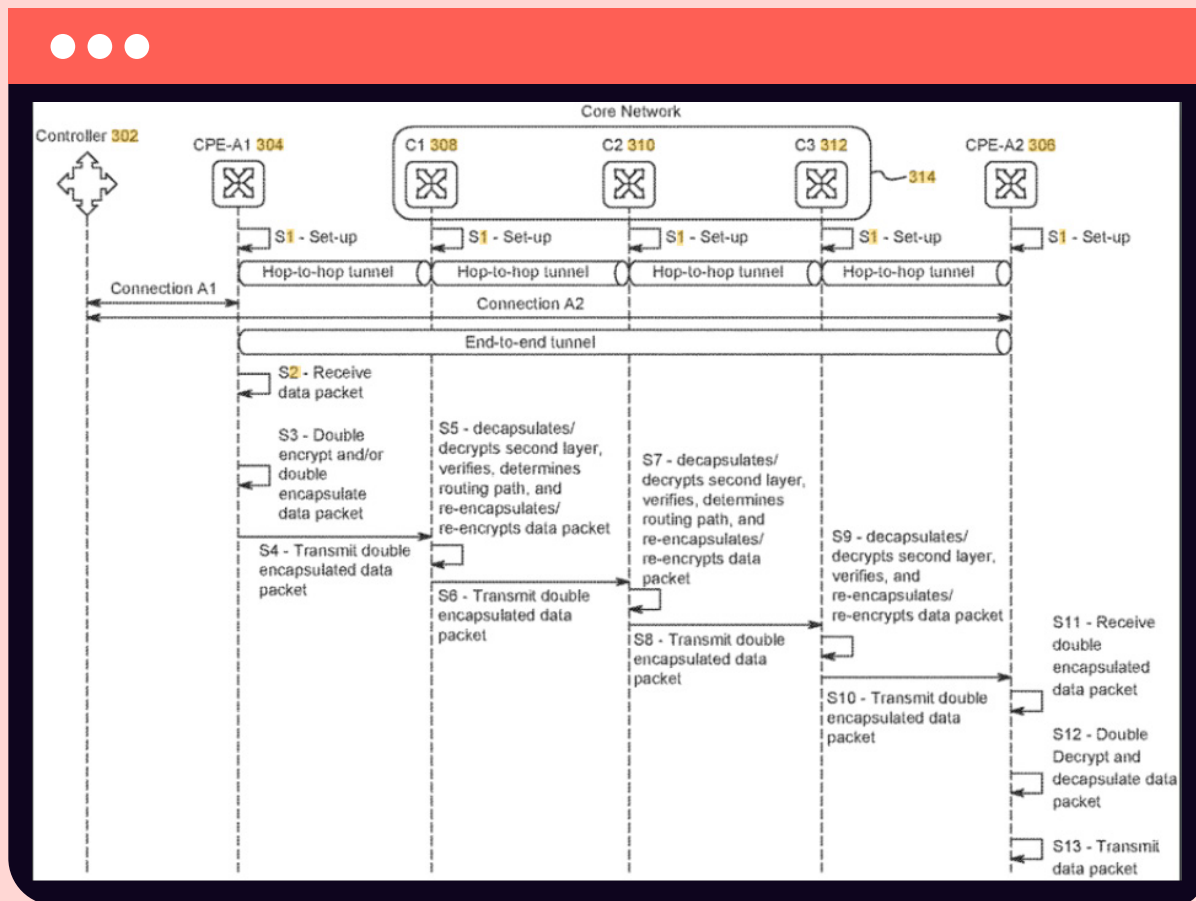 Core Network
Controller 302
CPE-A1 304
C1 308
C2 310
C3 312
CPE-A2 306
314
S1 - Set-up
S1 - Set-up
S1 - Set-up
S1 - Set-up
S1 - Set-up
Hop-to-hop tunnel
Hop-to-hop tunnel
Hop-to-hop tunnel
Hop-to-hop tunnel
Connection A1
Connection A2
End-to-end tunnel
S2 - Receive
data packet
S3 - Double
encrypt and/or
double
encapsulate
data packet
S4 - Transmit double
encapsulated data
packet
S5 - decapsulates/
decrypts second layer,
verifies, determines
routing path, and
re-encapsulates/
re-encrypts data packet
S6 - Transmit double
encapsulated data
packet
S7 - decapsulates/
decrypts second layer,
verifies, determines
routing path, and
re-encapsulates/
re-encrypts data
packet
S8 - Transmit double
encapsulated data
packet
S9 - decapsulates/
decrypts second layer,
verifies, and
re-encapsulates/
re-encrypts data packet
S10 - Transmit double
encapsulated data
packet
S11 - Receive
double
encapsulated
data packet
S12 - Double
Decrypt and
decapsulate data
packet
S13 - Transmit
data packet